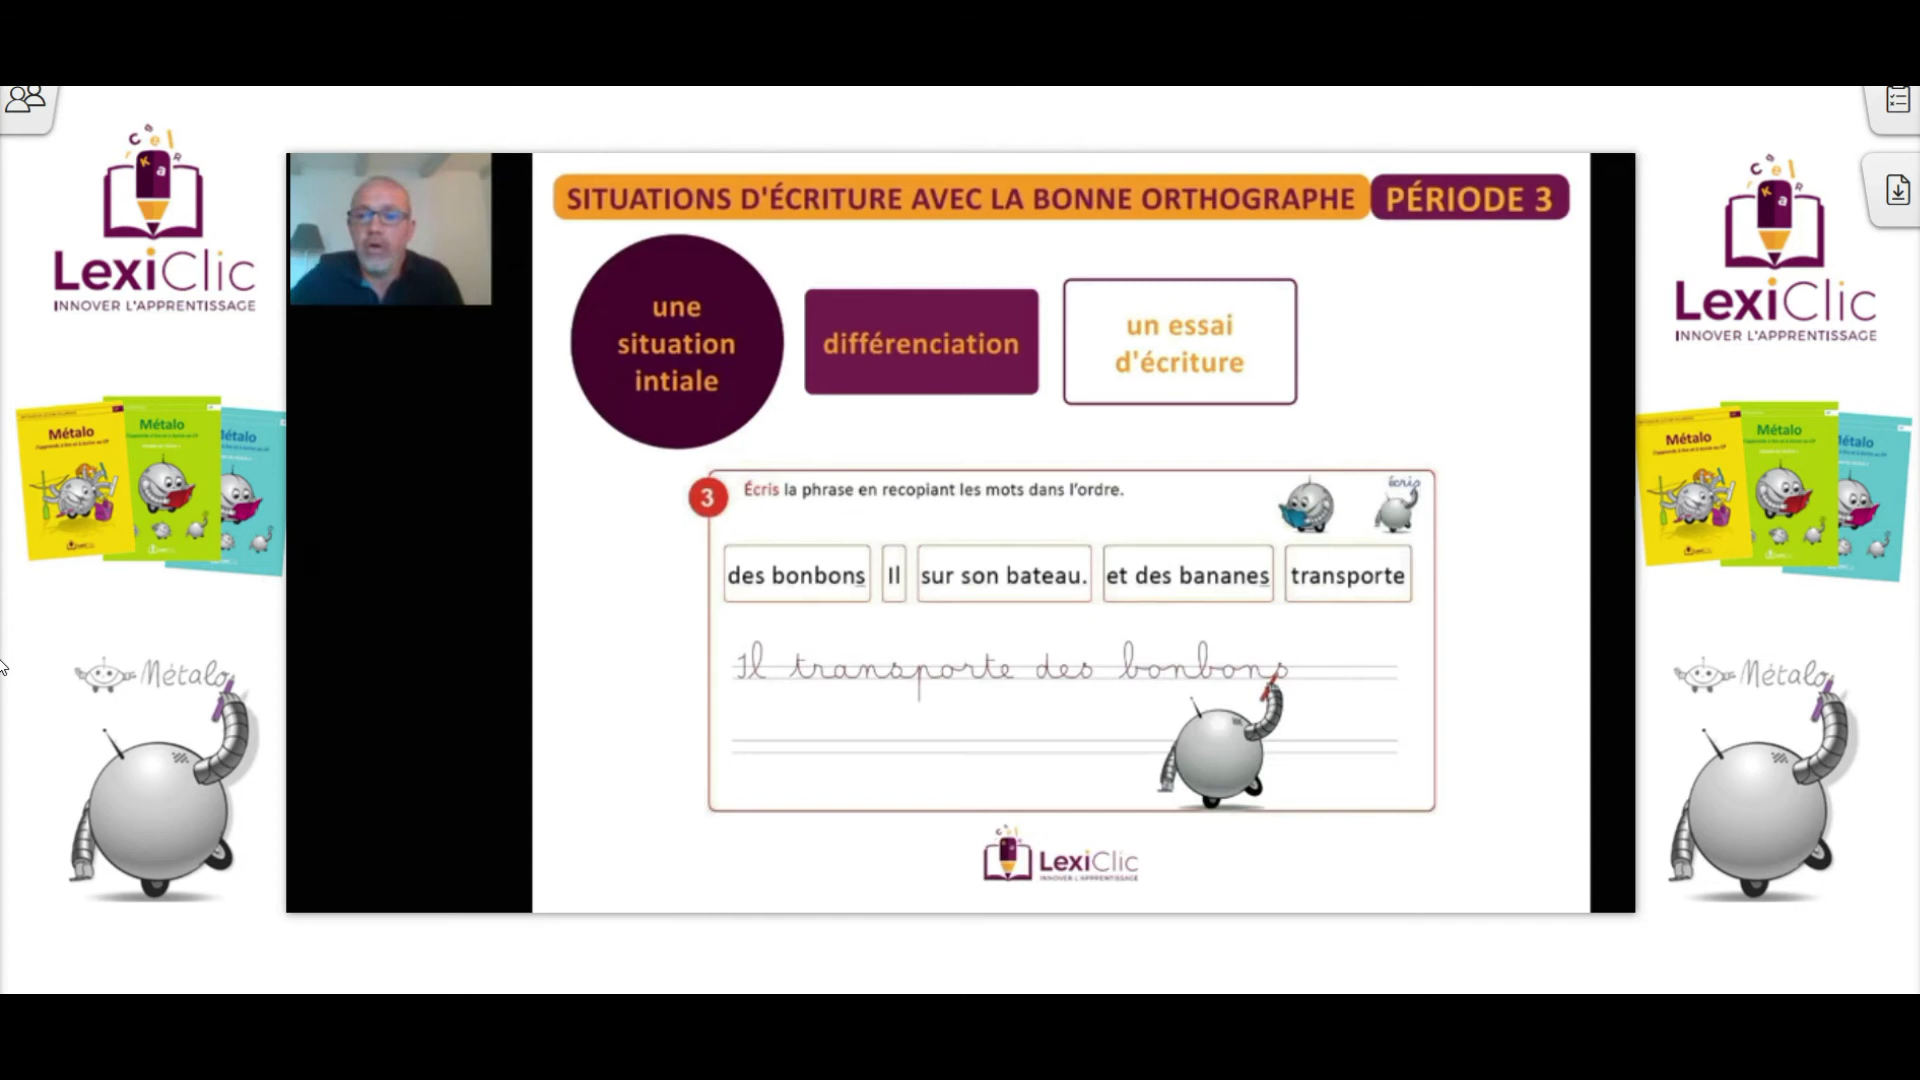 SITUATIONS D'ÉCRITURE AVEC LA BONNE ORTHOGRAPHE PÉRIODE 3
une
situation
intiale
différenciation
un essai
d'écriture
3 Écris la phrase en recopiant les mots dans l'ordre.
écris
des bonbons Il sur son bateau. et des bananes transporte
Il transporte des bonbons
LexiClic
INNOVER L'APPRENTISSAGE
LexiClic
INNOVER L'APPRENTISSAGE
Métalo
Métalo
Métalo
Métalo
LexiClic
INNOVER L'APPRENTISSAGE
Métalo
Métalo
Métalo
Métalo